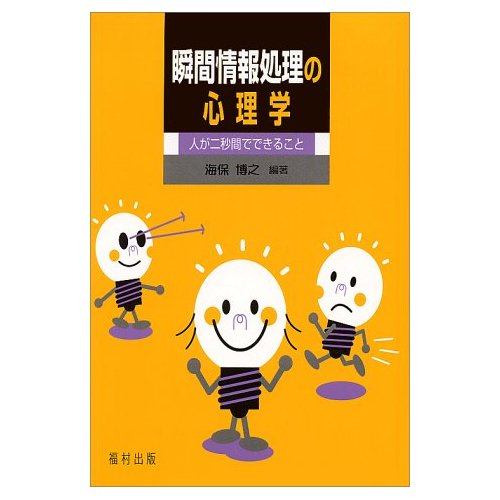 瞬間情報処理の
心理学
人が二秒間でできること
海保 博之 編著
福村出版